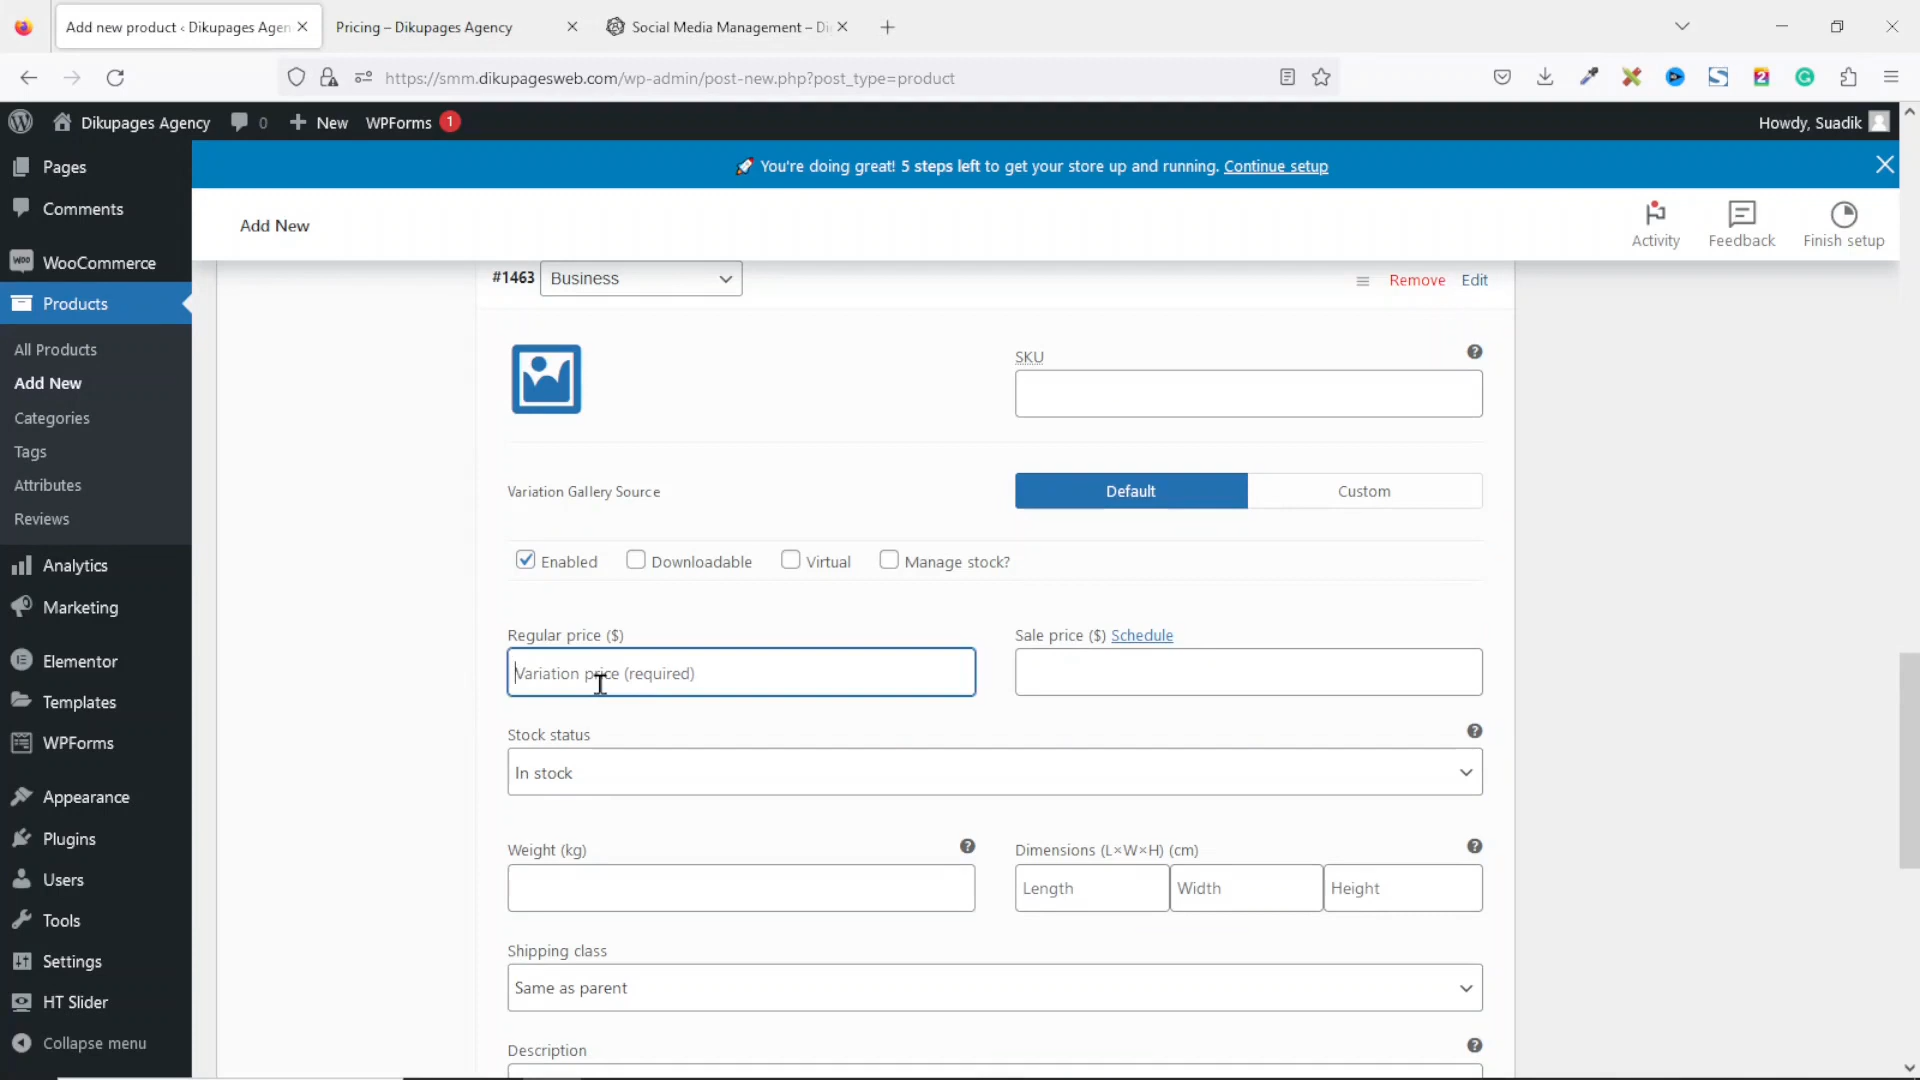 Add new product ‹ Dikupages Agen
Pricing – Dikupages Agency
Social Media Management – Di
https://smm.dikupagesweb.com/wp-admin/post-new.php?post_type=product
Dikupages Agency
0
New
WPForms
1
Howdy, Suadik
You're doing great! 5 steps left to get your store up and running. Continue setup
Add New
Activity
Feedback
Finish setup
Pages
Comments
WooCommerce
Products
All Products
Add New
Categories
Tags
Attributes
Reviews
Analytics
Marketing
Elementor
Templates
WPForms
Appearance
Plugins
Users
Tools
Settings
HT Slider
Collapse menu
#1463
Business
Remove
Edit
SKU
Variation Gallery Source
Default
Custom
Enabled
Downloadable
Virtual
Manage stock?
Regular price ($)
Sale price ($) Schedule
Variation price (required)
Stock status
In stock
Weight (kg)
Dimensions (L×W×H) (cm)
Length
Width
Height
Shipping class
Same as parent
Description